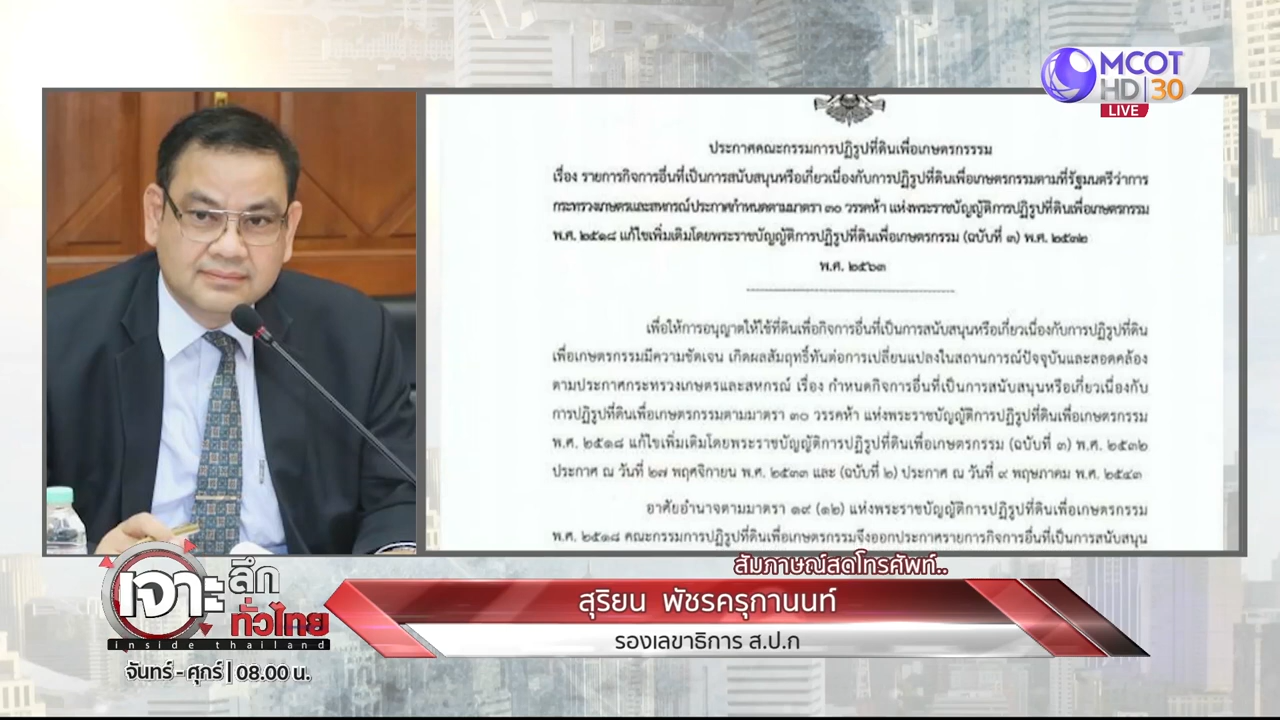 MCOT
HD 30
LIVE
ประกาศคณะกรรมการปฏิรูปที่ดินเพื่อเกษตรกรรม
เรื่อง รายการกิจการอื่นที่เป็นการสนับสนุนหรือเกี่ยวเนื่องกับการปฏิรูปที่ดินเพื่อเกษตรกรรมตามที่รัฐมนตรีว่าการ
กระทรวงเกษตรและสหกรณ์ประกาศกำหนดตามมาตรา ๓๐ วรรคห้า แห่งพระราชบัญญัติการปฏิรูปที่ดินเพื่อเกษตรกรรม
พ.ศ. ๒๕๑๘ แก้ไขเพิ่มเติมโดยพระราชบัญญัติการปฏิรูปที่ดินเพื่อเกษตรกรรม (ฉบับที่ ๓) พ.ศ. ๒๕๓๒
พ.ศ. ๒๕๖๓
เพื่อให้การอนุญาตให้ใช้ที่ดินเพื่อกิจการอื่นที่เป็นการสนับสนุนหรือเกี่ยวเนื่องกับการปฏิรูปที่ดิน
เพื่อเกษตรกรรมมีความชัดเจน เกิดผลสัมฤทธิ์ทันต่อการเปลี่ยนแปลงในสถานการณ์ปัจจุบันและสอดคล้อง
ตามประกาศกระทรวงเกษตรและสหกรณ์ เรื่อง กำหนดกิจการอื่นที่เป็นการสนับสนุนหรือเกี่ยวเนื่องกับ
การปฏิรูปที่ดินเพื่อเกษตรกรรมตามมาตรา ๓๐ วรรคห้า แห่งพระราชบัญญัติการปฏิรูปที่ดินเพื่อเกษตรกรรม
พ.ศ. ๒๕๑๘ แก้ไขเพิ่มเติมโดยพระราชบัญญัติการปฏิรูปที่ดินเพื่อเกษตรกรรม (ฉบับที่ ๓) พ.ศ. ๒๕๓๒
ประกาศ ณ วันที่ ๒๗ พฤศจิกายน พ.ศ. ๒๕๓๓ และ (ฉบับที่ ๒) ประกาศ ณ วันที่ ๙ พฤษภาคม พ.ศ. ๒๕๔๓
อาศัยอำนาจตามมาตรา ๑๙ (๑๒) แห่งพระราชบัญญัติการปฏิรูปที่ดินเพื่อเกษตรกรรม
พ.ศ. ๒๕๑๘ คณะกรรมการปฏิรูปที่ดินเพื่อเกษตรกรรมจึงออกประกาศรายการกิจการอื่นที่เป็นการสนับสนุน
สัมภาษณ์สดโทรศัพท์..
สุริยน พัชรครุกานนท์
รองเลขาธิการ ส.ป.ก
เจาะลึก
ทั่วไทย
inside thailand
จันทร์ - ศุกร์ | 08.00 น.